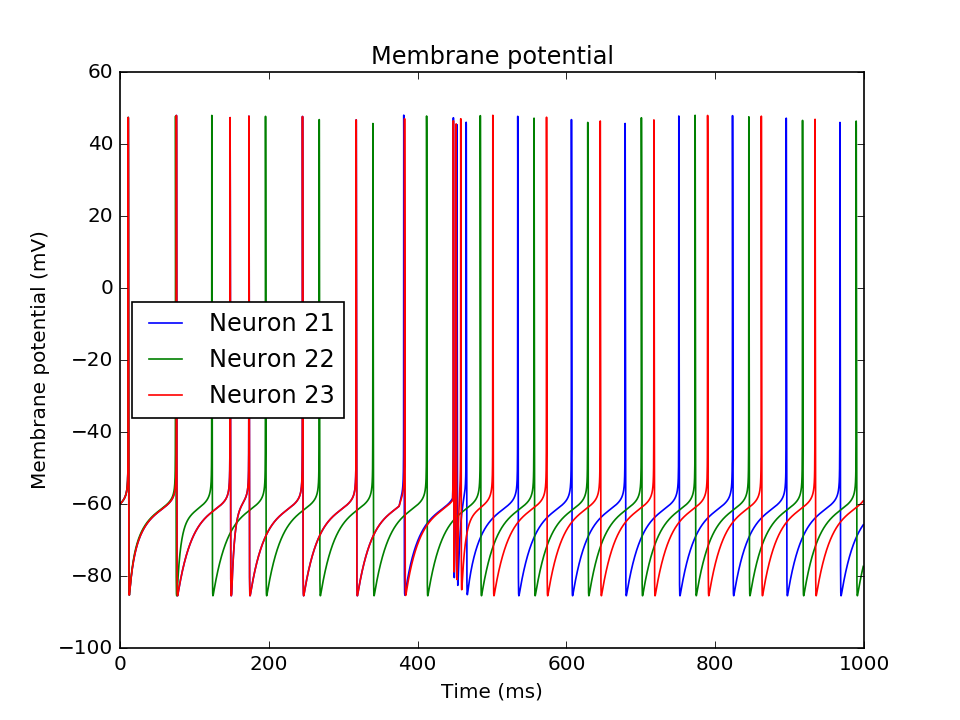 Membrane potential
Membrane potential (mV)
60
40
20
0
−20
−40
−60
−80
−100
Neuron 21
Neuron 22
Neuron 23
0 200 400 600 800 1000
Time (ms)